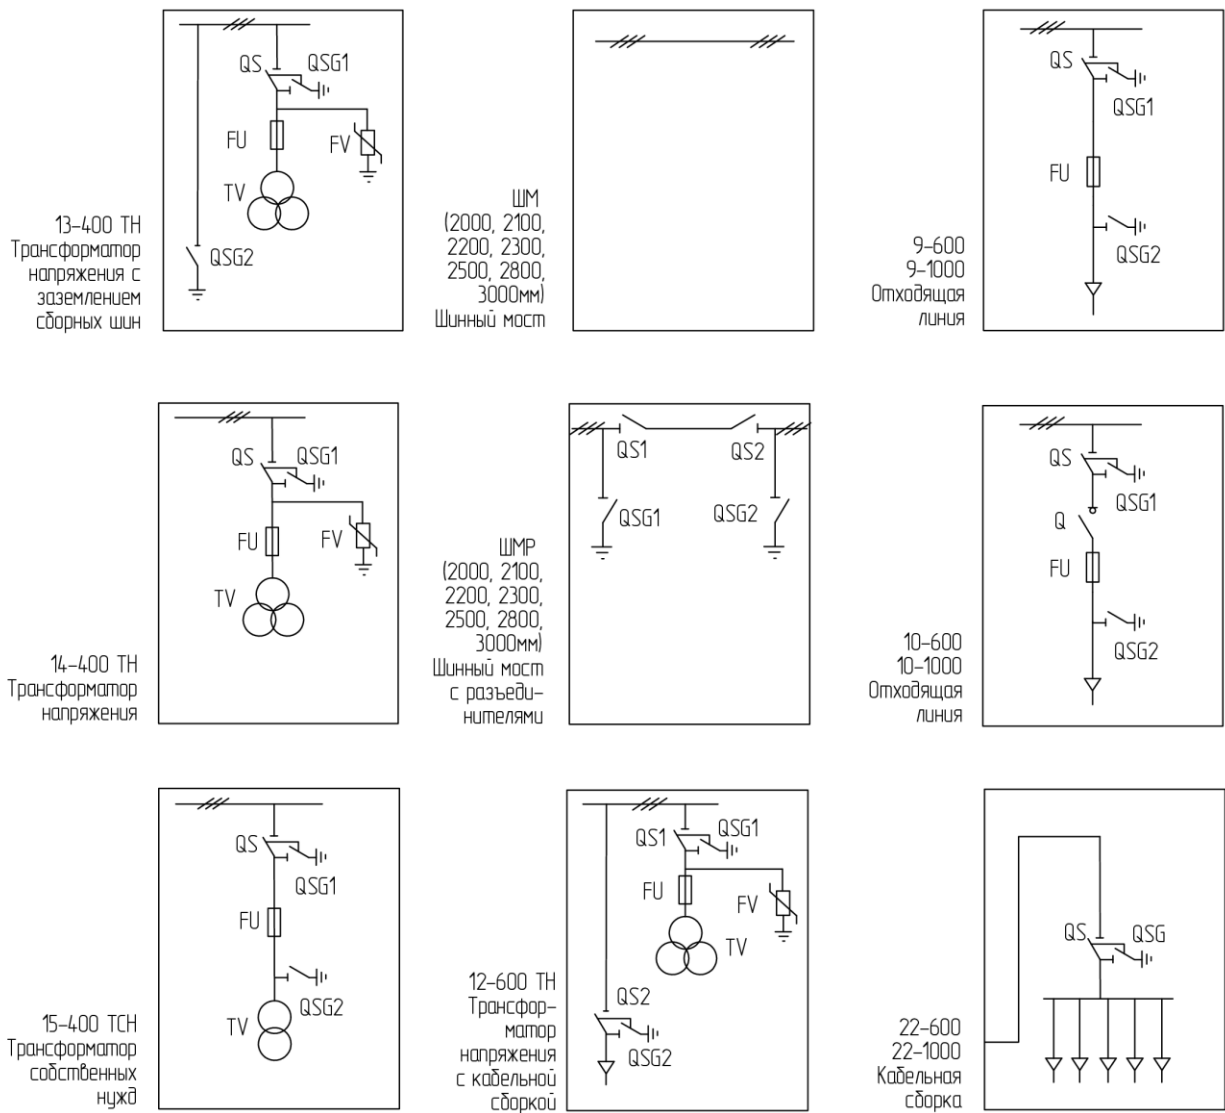 QS
QSG1
FU
FV
TV
QSG2
13-400 ТН
Трансформатор
напряжения с
заземлением
сборных шин
ШМ
(2000, 2100,
2200, 2300,
2500, 2800,
3000мм)
Шинный мост
QS
QSG1
FU
QSG2
9-600
9-1000
Отходящая
линия
QS
QSG1
FU
FV
TV
14-400 ТН
Трансформатор
напряжения
QS1
QS2
QSG1
QSG2
ШМР
(2000, 2100,
2200, 2300,
2500, 2800,
3000мм)
Шинный мост
с разъеди-
нителями
QS
QSG1
Q
FU
QSG2
10-600
10-1000
Отходящая
линия
QS
QSG1
FU
QSG2
TV
15-400 ТСН
Трансформатор
собственных
нужд
QS1
QSG1
FU
FV
TV
QS2
QSG2
12-600 ТН
Трансфор-
матор
напряжения
с кабельной
сборкой
QS
QSG
22-600
22-1000
Кабельная
сборка